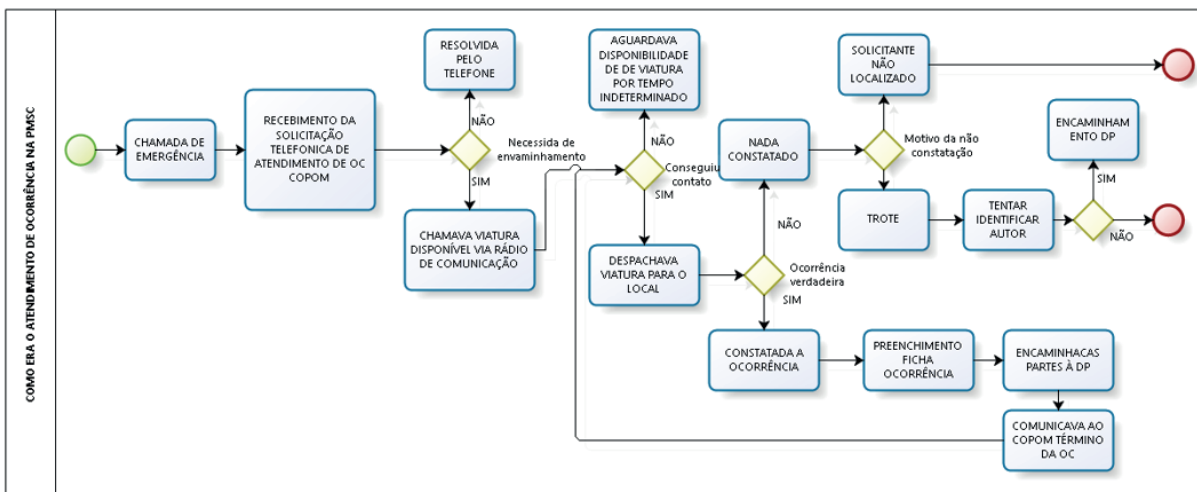 COMO ERA O ATENDIMENTO DE OCORRÊNCIA NA PMSC
CHAMADA DE
EMERGÊNCIA
RECEBIMENTO DA
SOLICITAÇÃO
TELEFONICA DE
ATENDIMENTO DE OC
COPOM
RESOLVIDA
PELO
TELEFONE
NÃO
SIM
Necessida de
envaminhamento
CHAMAVA VIATURA
DISPONÍVEL VIA RÁDIO
DE COMUNICAÇÃO
AGUARDAVA
DISPONIBILIDADE
DE DE VIATURA
POR TEMPO
INDETERMINADO
NÃO
Conseguiu
contato
SIM
DESPACHAVA
VIATURA PARA O
LOCAL
NADA
CONSTATADO
NÃO
Ocorrência
verdadeira
SIM
SOLICITANTE
NÃO
LOCALIZADO
Motivo da não
constatação
TROTE
TENTAR
IDENTIFICAR
AUTOR
ENCAMINHAM
ENTO DP
SIM
NÃO
CONSTATADA A
OCORRÊNCIA
PREENCHIMENTO
FICHA
OCORRÊNCIA
ENCAMINHACAS
PARTES À DP
COMUNICAVA AO
COPOM TÉRMINO
DA OC